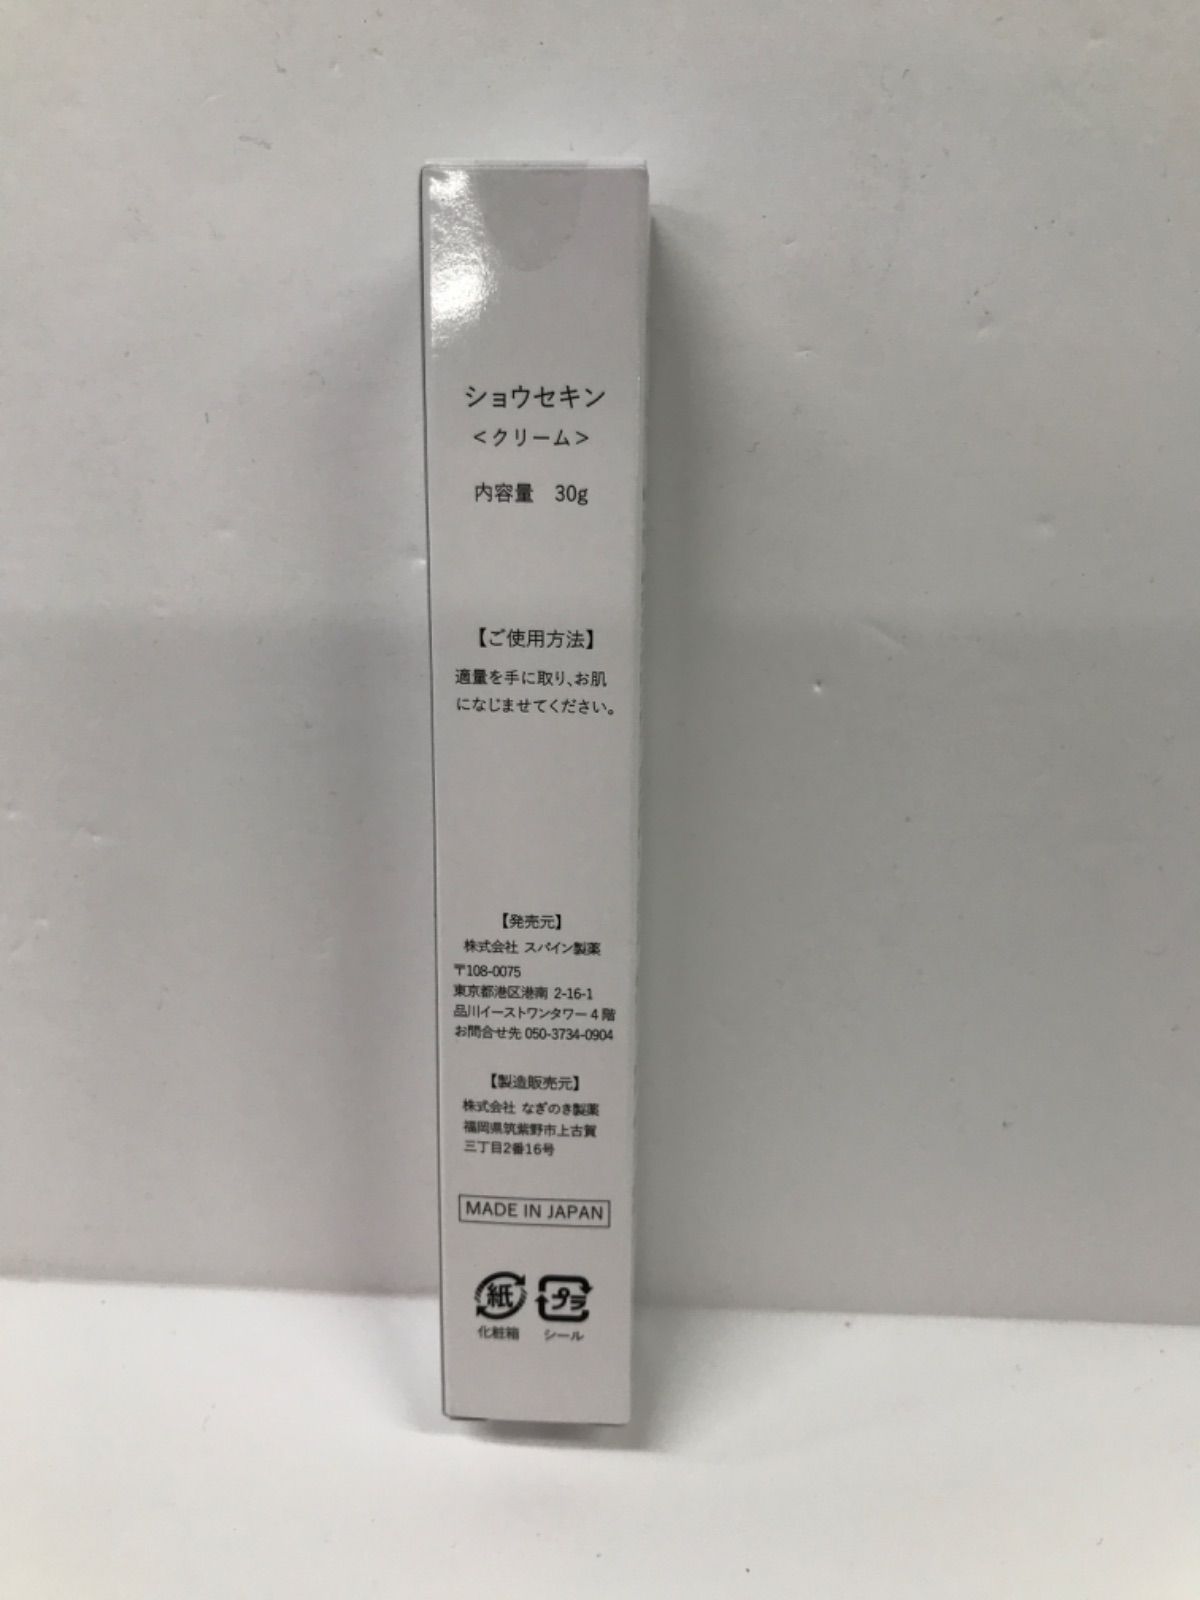 ショウセキン
＜クリーム＞
内容量　30g
【ご使用方法】
適量を手に取り、お肌
になじませてください。
【発売元】
株式会社 スパイン製薬
〒108-0075
東京都港区港南 2-16-1
品川イーストワンタワー 4 階
お問合せ先 050-3734-0904
【製造販売元】
株式会社 なぎのき製薬
福岡県筑紫野市上古賀
三丁目2番16号
MADE IN JAPAN
紙 プラ
化粧箱 シール